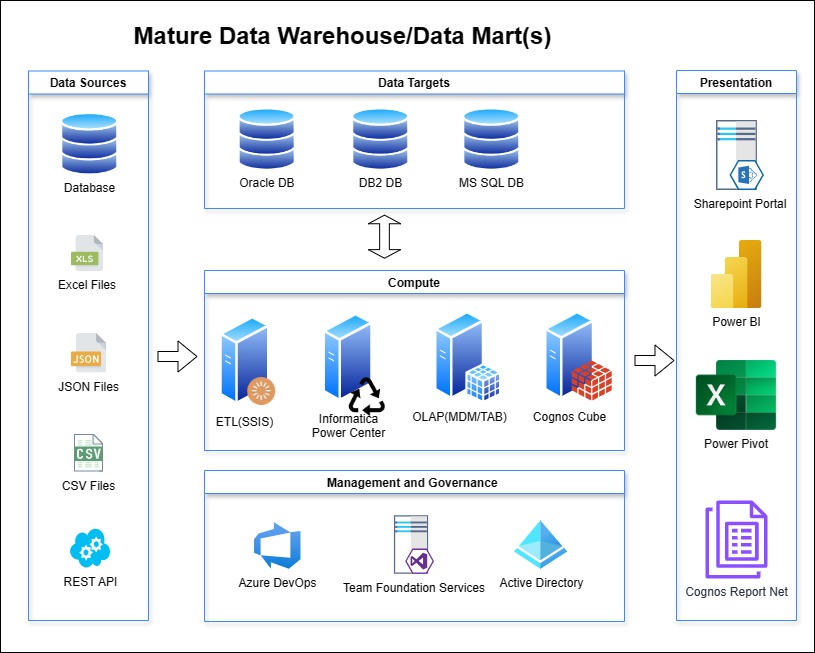 Mature Data Warehouse/Data Mart(s)
Data Sources
Database
XLS
Excel Files
JSON
JSON Files
CSV
CSV Files
REST API
Data Targets
Oracle DB
DB2 DB
MS SQL DB
Compute
ETL(SSIS)
Informatica
Power Center
OLAP(MDM/TAB)
Cognos Cube
Management and Governance
Azure DevOps
Team Foundation Services
Active Directory
Presentation
S
Sharepoint Portal
Power BI
X
Power Pivot
Cognos Report Net